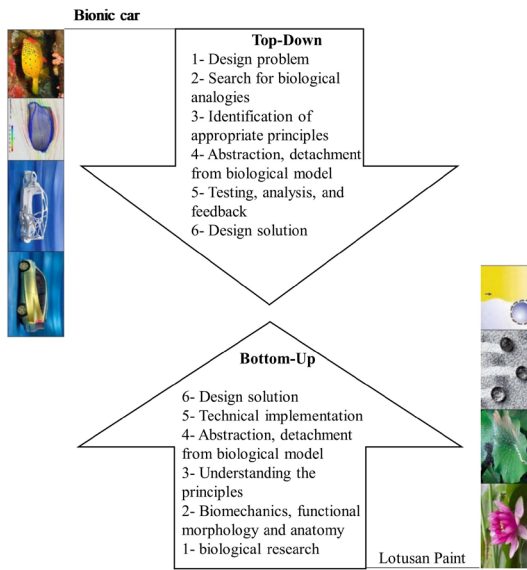 Bionic car
Top-Down
1- Design problem
2- Search for biological
analogies
3- Identification of
appropriate principles
4- Abstraction, detachment
from biological model
5- Testing, analysis, and
feedback
6- Design solution
Bottom-Up
6- Design solution
5- Technical implementation
4- Abstraction, detachment
from biological model
3- Understanding the
principles
2- Biomechanics, functional
morphology and anatomy
1- biological research
Lotusan Paint